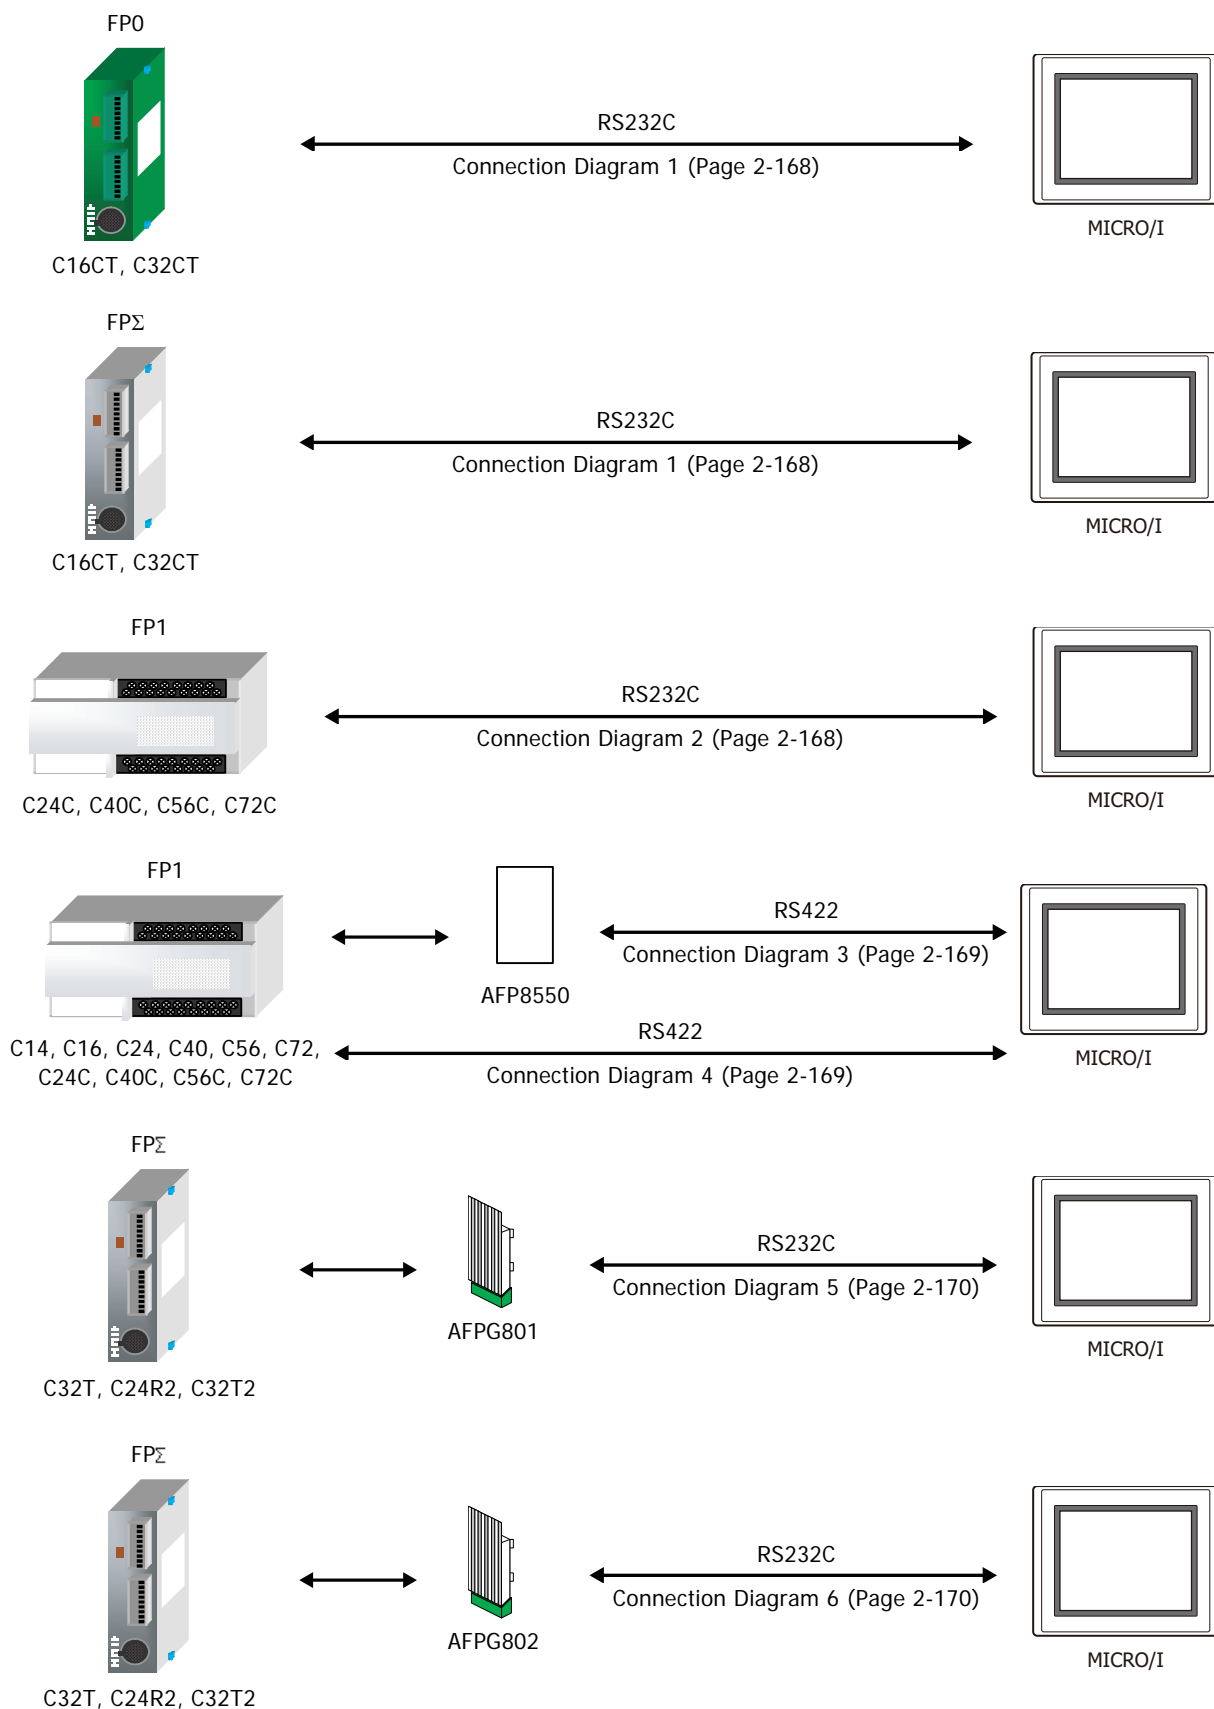 FP0
RS232C
Connection Diagram 1 (Page 2-168)
MICRO/I
C16CT, C32CT
FPΣ
RS232C
Connection Diagram 1 (Page 2-168)
MICRO/I
C16CT, C32CT
FP1
RS232C
Connection Diagram 2 (Page 2-168)
MICRO/I
C24C, C40C, C56C, C72C
FP1
RS422
Connection Diagram 3 (Page 2-169)
AFP8550
RS422
Connection Diagram 4 (Page 2-169)
MICRO/I
C14, C16, C24, C40, C56, C72,
C24C, C40C, C56C, C72C
FPΣ
RS232C
Connection Diagram 5 (Page 2-170)
AFPG801
MICRO/I
C32T, C24R2, C32T2
FPΣ
RS232C
Connection Diagram 6 (Page 2-170)
AFPG802
MICRO/I
C32T, C24R2, C32T2